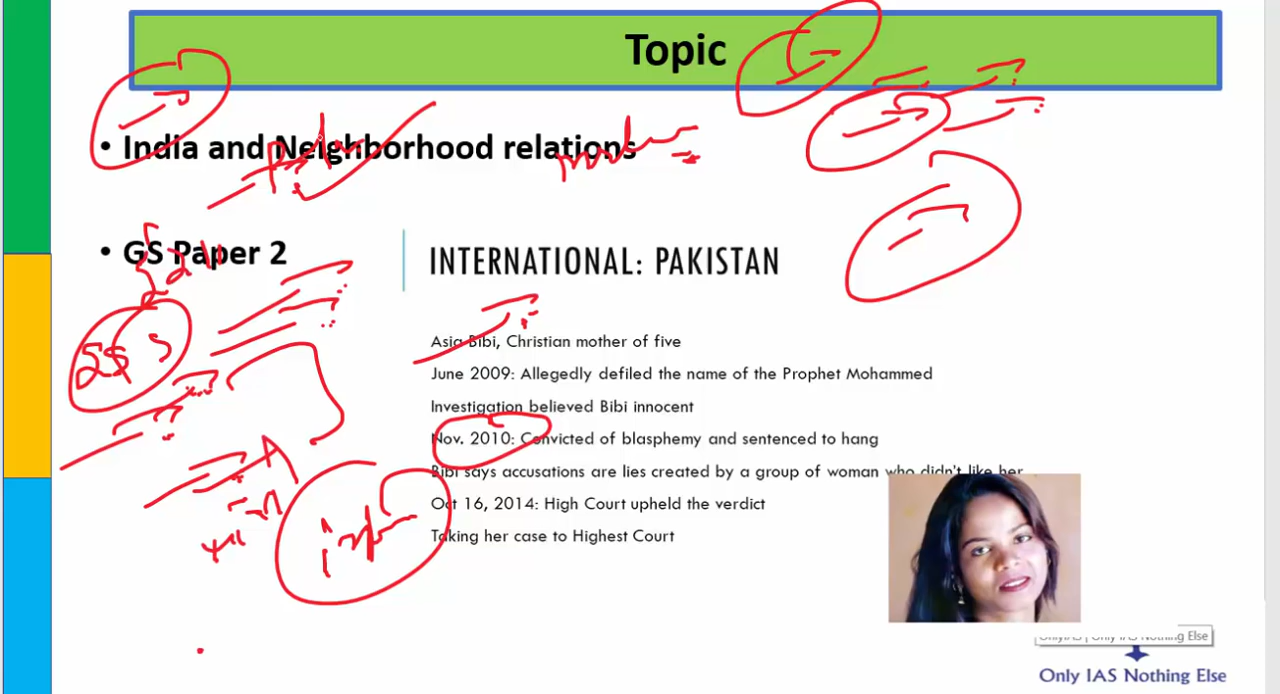 Topic
• India and Neighborhood relations
• GS Paper 2
INTERNATIONAL: PAKISTAN
Asia Bibi, Christian mother of five
June 2009: Allegedly defiled the name of the Prophet Mohammed
Investigation believed Bibi innocent
Nov. 2010: Convicted of blasphemy and sentenced to hang
Bibi says accusations are lies created by a group of woman who didn't like her
Oct 16, 2014: High Court upheld the verdict
Taking her case to Highest Court
OnlyIAS | Only IAS Nothing Else
Only IAS Nothing Else